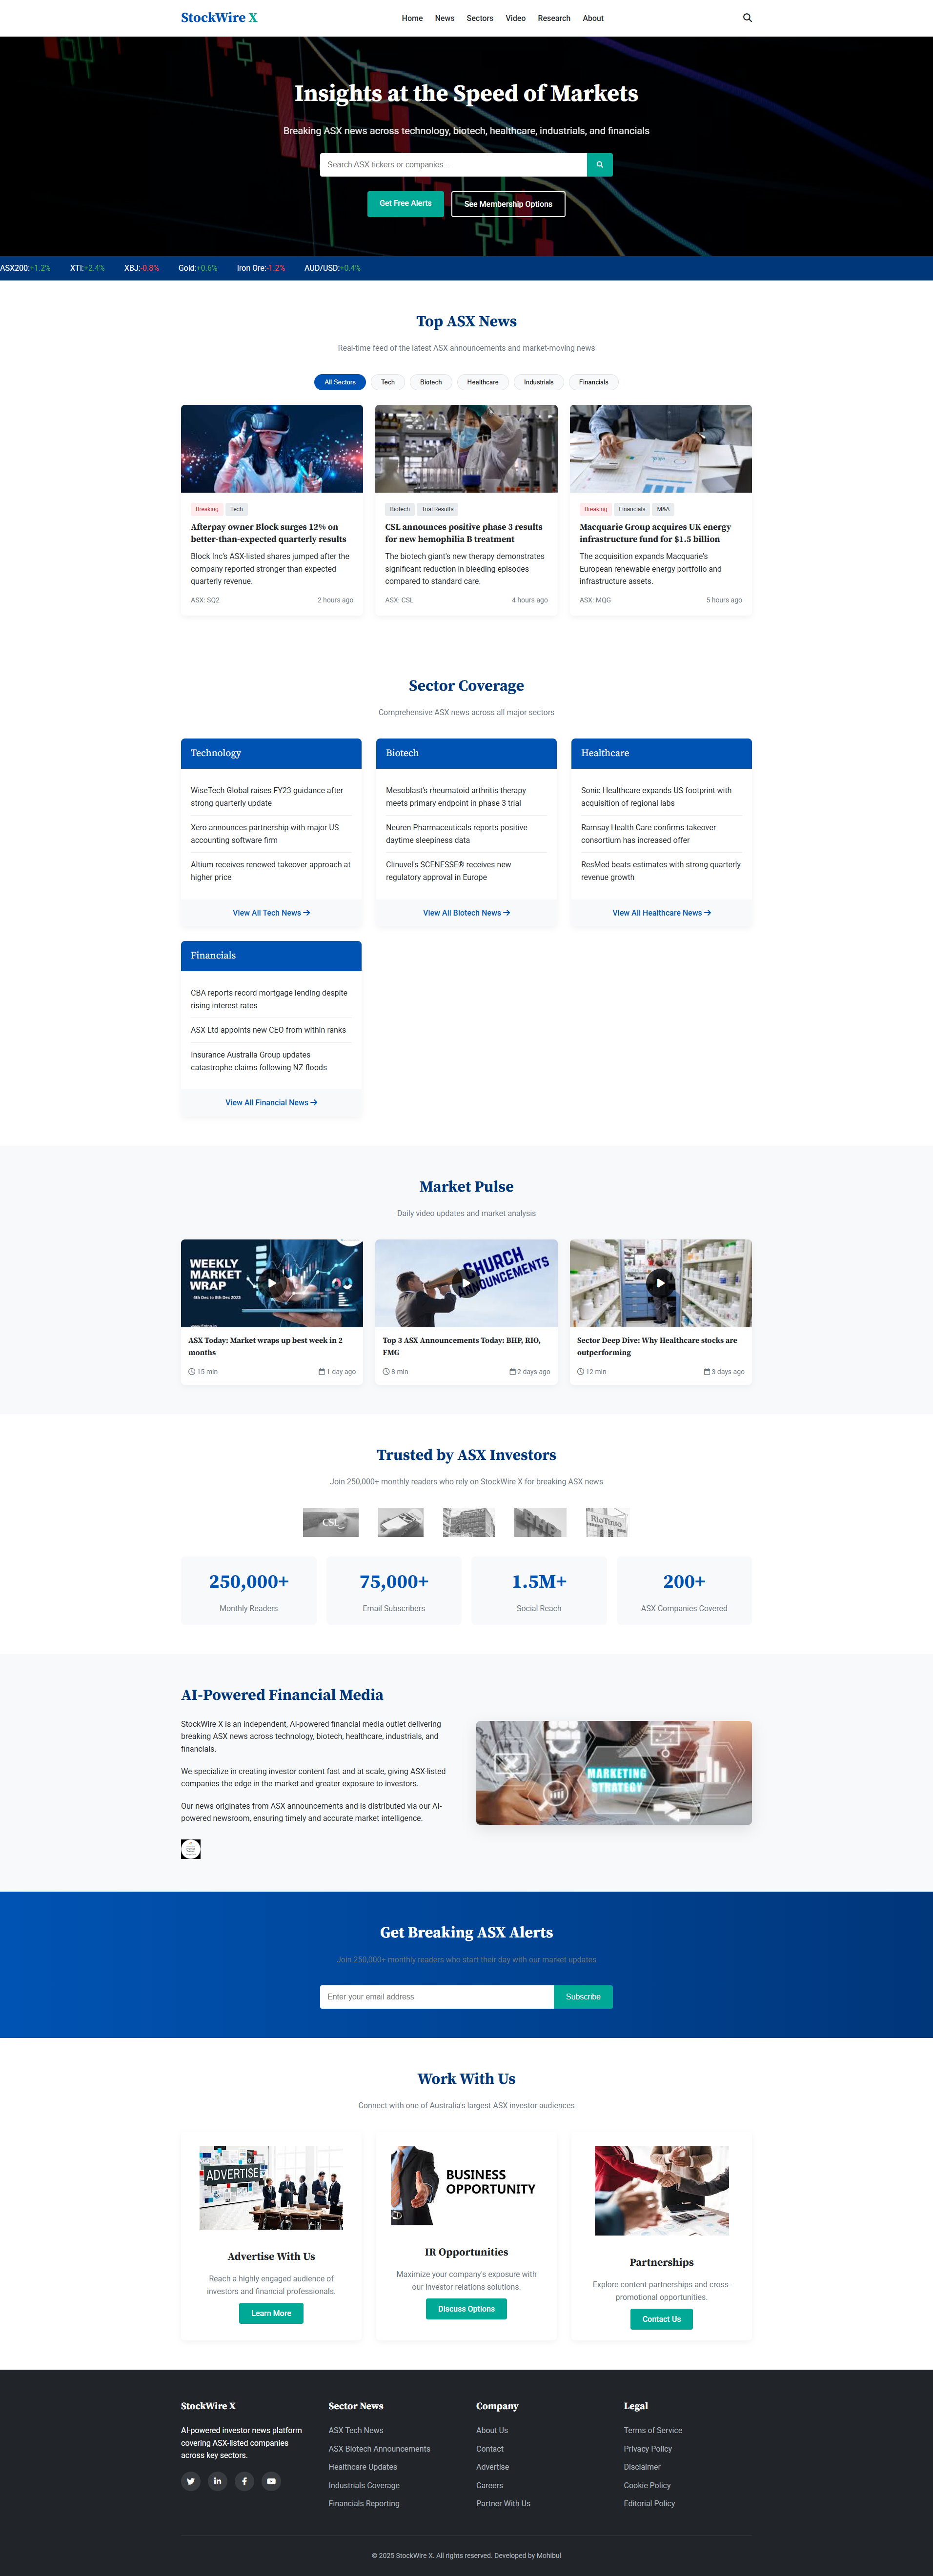 StockWire X
Home News Sectors Video Research About
Insights at the Speed of Markets
Breaking ASX news across technology, biotech, healthcare, industrials, and financials
Search ASX tickers or companies...
Get Free Alerts
See Membership Options
ASX200:+1.2% XTI:+2.4% XBJ:-0.8% Gold:+0.6% Iron Ore:-1.2% AUD/USD:+0.4%
Top ASX News
Real-time feed of the latest ASX announcements and market-moving news
All Sectors Tech Biotech Healthcare Industrials Financials
Breaking Tech
Afterpay owner Block surges 12% on
better-than-expected quarterly results
Block Inc's ASX-listed shares jumped after the
company reported stronger than expected
quarterly revenue.
ASX: SQ2 2 hours ago
Biotech Trial Results
CSL announces positive phase 3 results
for new hemophilia B treatment
The biotech giant's new therapy demonstrates
significant reduction in bleeding episodes
compared to standard care.
ASX: CSL 4 hours ago
Breaking Financials M&A
Macquarie Group acquires UK energy
infrastructure fund for $1.5 billion
The acquisition expands Macquarie's
European renewable energy portfolio and
infrastructure assets.
ASX: MQG 5 hours ago
Sector Coverage
Comprehensive ASX news across all major sectors
Technology
WiseTech Global raises FY23 guidance after
strong quarterly update
Xero announces partnership with major US
accounting software firm
Altium receives renewed takeover approach at
higher price
View All Tech News
Biotech
Mesoblast's rheumatoid arthritis therapy
meets primary endpoint in phase 3 trial
Neuren Pharmaceuticals reports positive
daytime sleepiness data
Clinuvel's SCENESSE® receives new
regulatory approval in Europe
View All Biotech News
Healthcare
Sonic Healthcare expands US footprint with
acquisition of regional labs
Ramsay Health Care confirms takeover
consortium has increased offer
ResMed beats estimates with strong quarterly
revenue growth
View All Healthcare News
Financials
CBA reports record mortgage lending despite
rising interest rates
ASX Ltd appoints new CEO from within ranks
Insurance Australia Group updates
catastrophe claims following NZ floods
View All Financial News
Market Pulse
Daily video updates and market analysis
WEEKLY
MARKET
WRAP
4th Dec to 8th Dec 2023
ASX Today: Market wraps up best week in 2
months
15 min 1 day ago
CHURCH
ANNOUNCEMENTS
Top 3 ASX Announcements Today: BHP, RIO,
FMG
8 min 2 days ago
Sector Deep Dive: Why Healthcare stocks are
outperforming
12 min 3 days ago
Trusted by ASX Investors
Join 250,000+ monthly readers who rely on StockWire X for breaking ASX news
CSL
BHP
RioTinto
250,000+
Monthly Readers
75,000+
Email Subscribers
1.5M+
Social Reach
200+
ASX Companies Covered
AI-Powered Financial Media
StockWire X is an independent, AI-powered financial media outlet delivering
breaking ASX news across technology, biotech, healthcare, industrials, and
financials.
We specialize in creating investor content fast and at scale, giving ASX-listed
companies the edge in the market and greater exposure to investors.
Our news originates from ASX announcements and is distributed via our AI-
powered newsroom, ensuring timely and accurate market intelligence.
MARKETING
STRATEGY
Get Breaking ASX Alerts
Join 250,000+ monthly readers who start their day with our market updates
Enter your email address
Subscribe
Work With Us
Connect with one of Australia's largest ASX investor audiences
ADVERTISE
Advertise With Us
Reach a highly engaged audience of
investors and financial professionals.
Learn More
BUSINESS
OPPORTUNITY
IR Opportunities
Maximize your company's exposure with
our investor relations solutions.
Discuss Options
Partnerships
Explore content partnerships and cross-
promotional opportunities.
Contact Us
StockWire X
AI-powered investor news platform
covering ASX-listed companies
across key sectors.
Sector News
ASX Tech News
ASX Biotech Announcements
Healthcare Updates
Industrials Coverage
Financials Reporting
Company
About Us
Contact
Advertise
Careers
Partner With Us
Legal
Terms of Service
Privacy Policy
Disclaimer
Cookie Policy
Editorial Policy
© 2025 StockWire X. All rights reserved. Developed by Mohibul